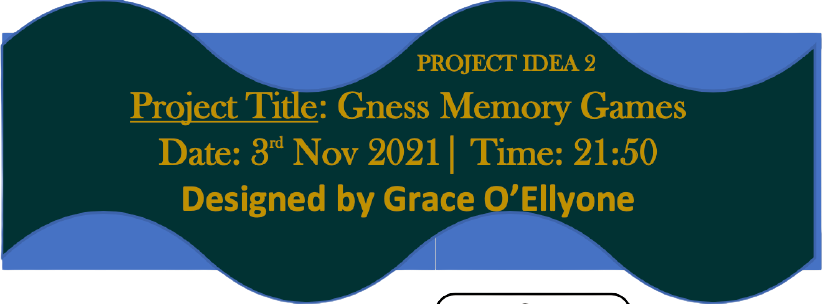 PROJECT IDEA 2
Project Title: Gness Memory Games
Date: 3rd Nov 2021| Time: 21:50
Designed by Grace O’Ellyone